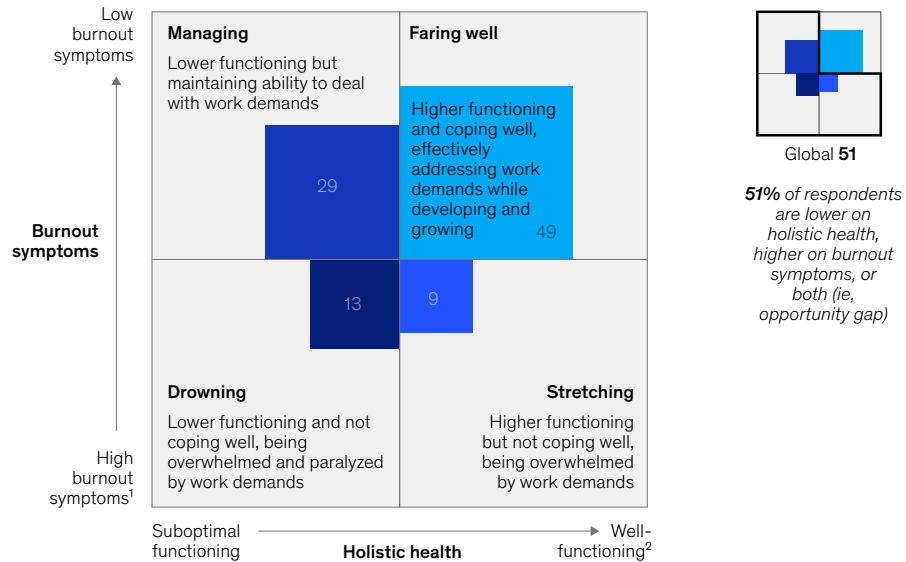 Low
burnout
symptoms
Burnout
symptoms
High
burnout
symptoms¹
Managing
Lower functioning but
maintaining ability to deal
with work demands
29
Faring well
Higher functioning
and coping well,
effectively
addressing work
demands while
developing and
growing
49
13
Drowning
Lower functioning and not
coping well, being
overwhelmed and paralyzed
by work demands
9
Stretching
Higher functioning
but not coping well,
being overwhelmed
by work demands
Suboptimal
functioning
Holistic health
Well-
functioning²
Global 51
51% of respondents
are lower on
holistic health,
higher on burnout
symptoms, or
both (ie,
opportunity gap)